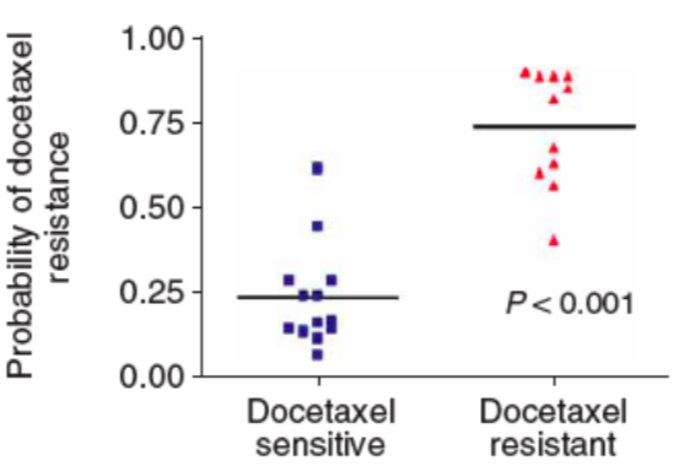 Probability of docetaxel
resistance
1.00
0.75
0.50
0.25
0.00
P < 0.001
Docetaxel
sensitive
Docetaxel
resistant